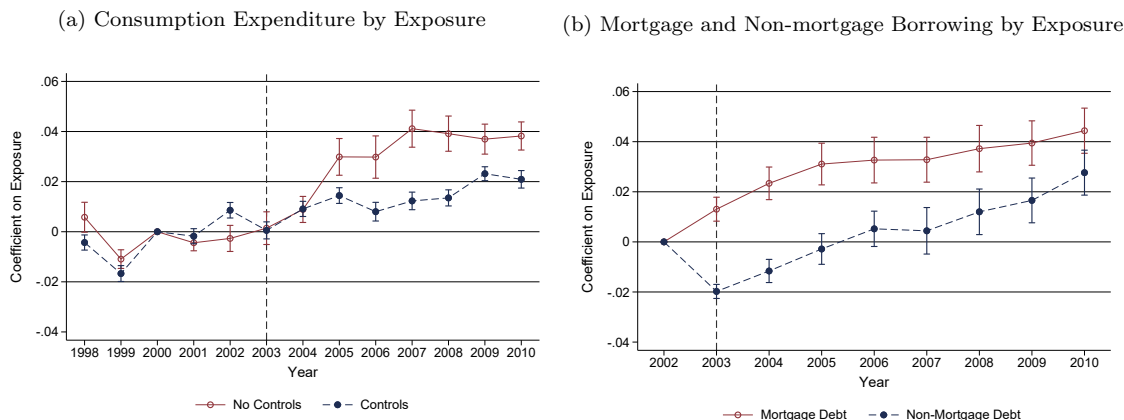 (a) Consumption Expenditure by Exposure
.06
.04
.02
0
-.02
-.04
Coefficient on Exposure
1998 1999 2000 2001 2002 2003 2004 2005 2006 2007 2008 2009 2010
Year
No Controls Controls
(b) Mortgage and Non-mortgage Borrowing by Exposure
.06
.04
.02
0
-.02
-.04
Coefficient on Exposure
2002 2003 2004 2005 2006 2007 2008 2009 2010
Year
Mortgage Debt Non-Mortgage Debt